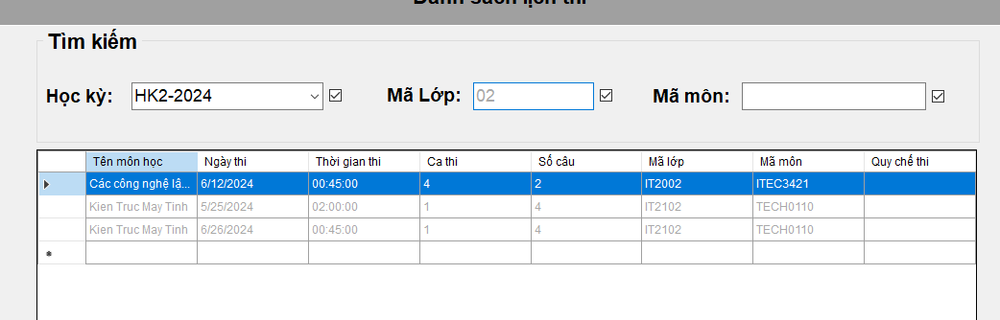 Danh sách lịch thi
Tìm kiếm
Học kỳ: HK2-2024 Mã Lớp: 02 Mã môn:
Tên môn học Ngày thi Thời gian thi Ca thi Số câu Mã lớp Mã môn Quy chế thi
Các công nghệ lậ... 6/12/2024 00:45:00 4 2 IT2002 ITEC3421
Kien Truc May Tinh 5/25/2024 02:00:00 1 4 IT2102 TECH0110
Kien Truc May Tinh 6/26/2024 00:45:00 1 4 IT2102 TECH0110